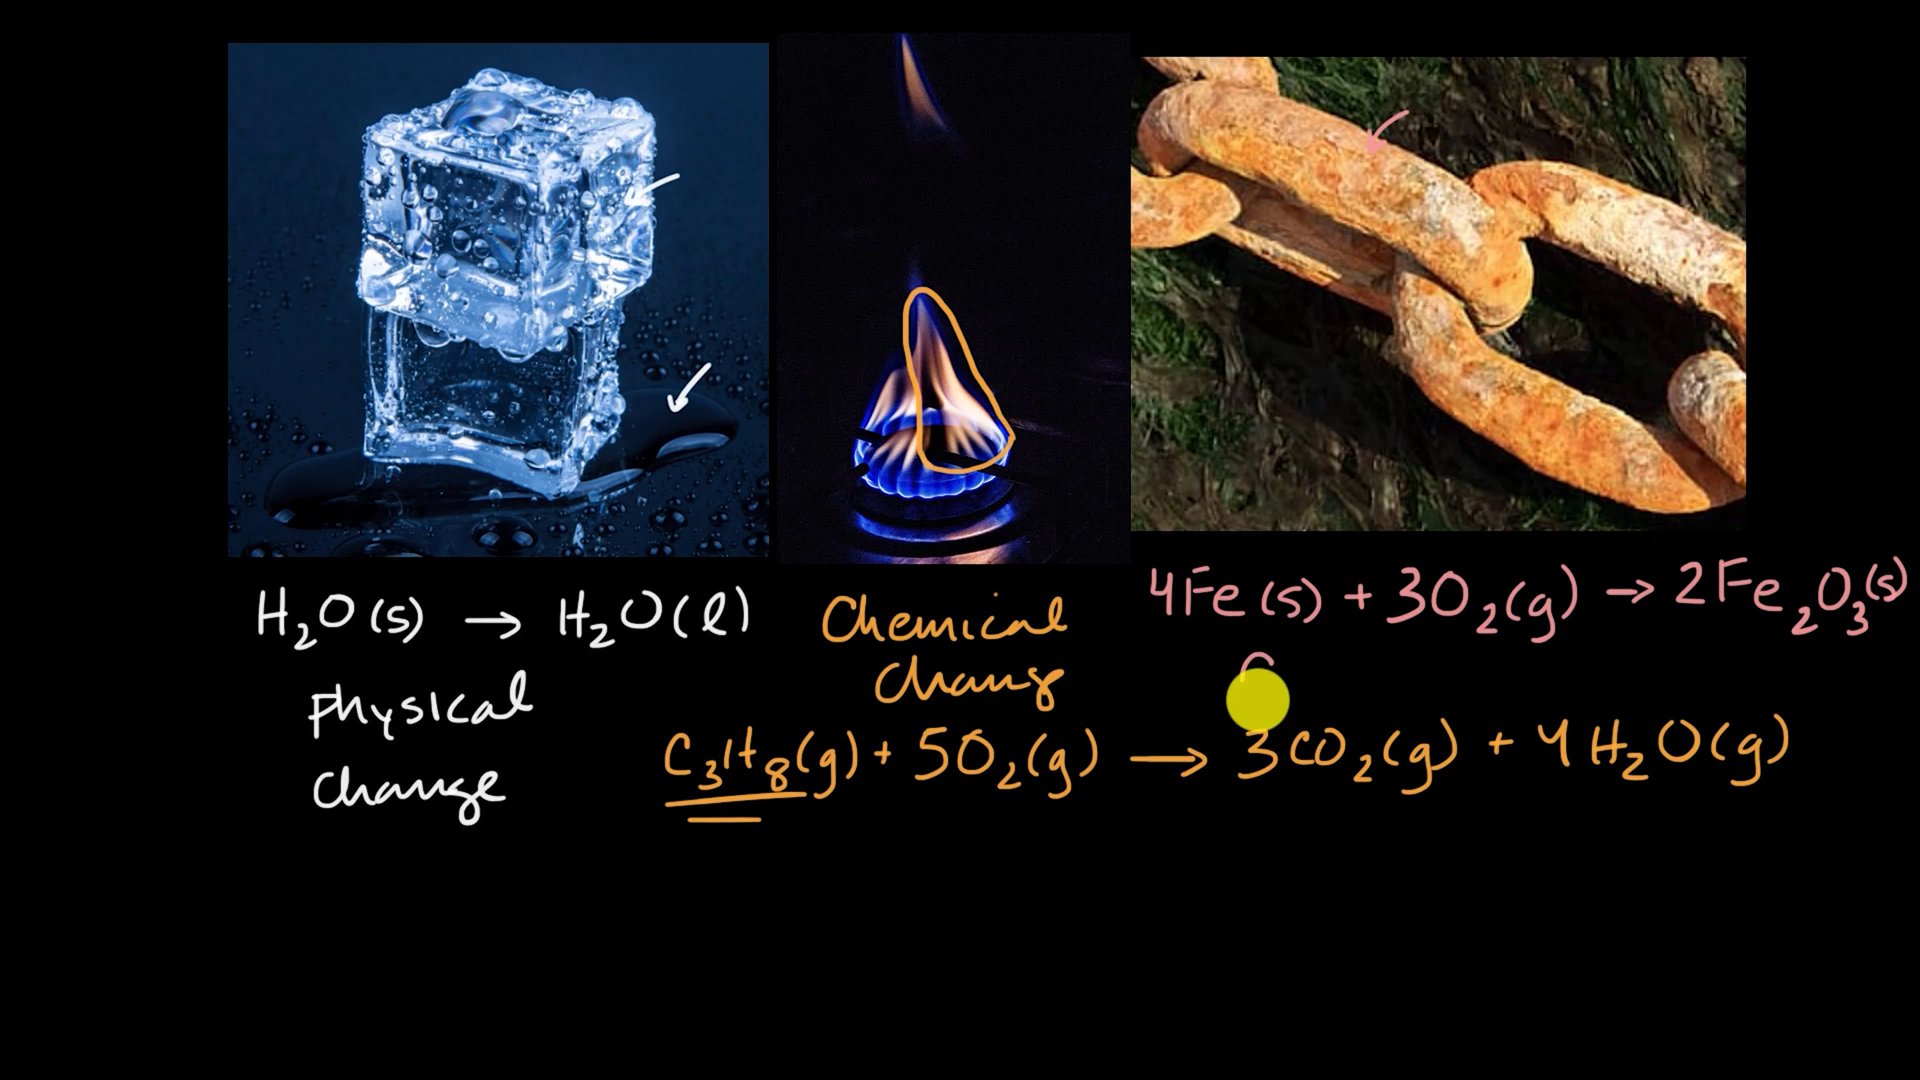 H₂O(s) → H₂O(l)
Physical
Change
Chemical
Change
C₃H₈(g) + 5O₂(g) → 3CO₂(g) + 4H₂O(g)
4Fe(s) + 3O₂(g) → 2Fe₂O₃(s)